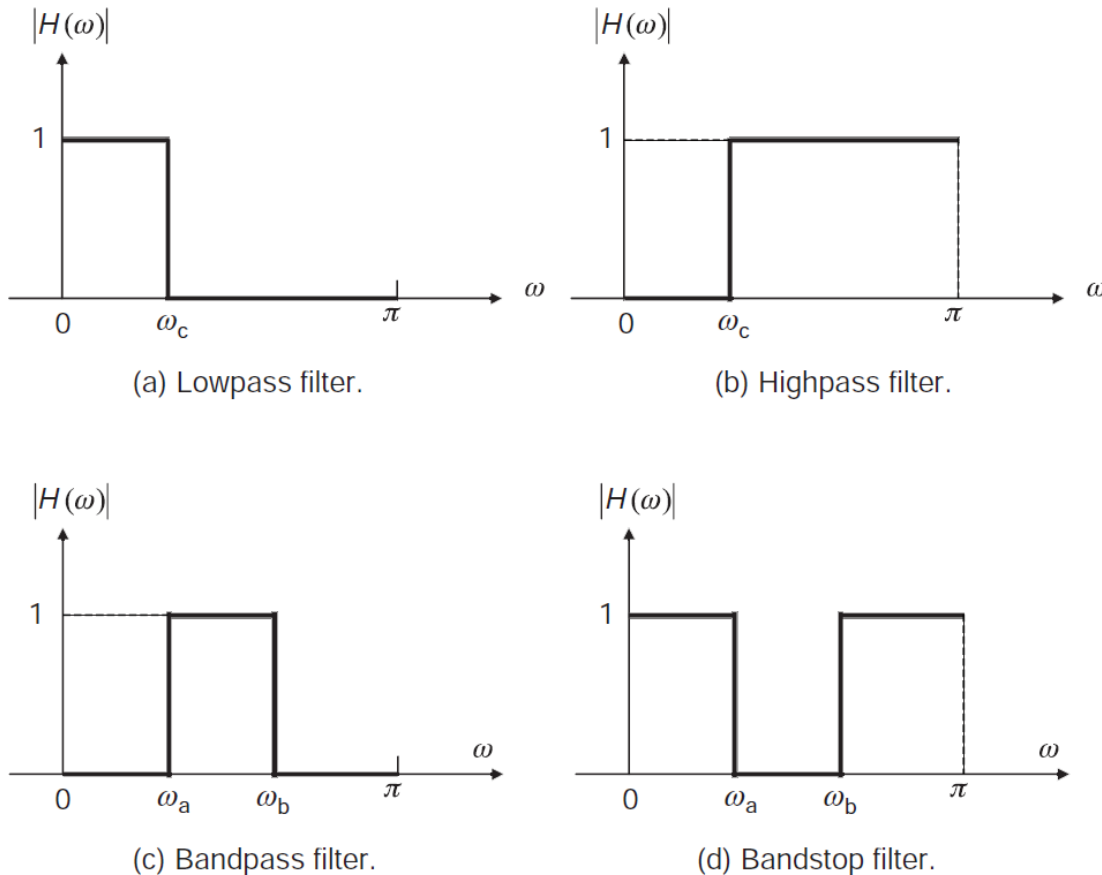 |H(ω)|
1
0
ω_c
π
ω
(a) Lowpass filter.
|H(ω)|
1
0
ω_c
π
ω
(b) Highpass filter.
|H(ω)|
1
0
ω_a
ω_b
π
ω
(c) Bandpass filter.
|H(ω)|
1
0
ω_a
ω_b
π
ω
(d) Bandstop filter.